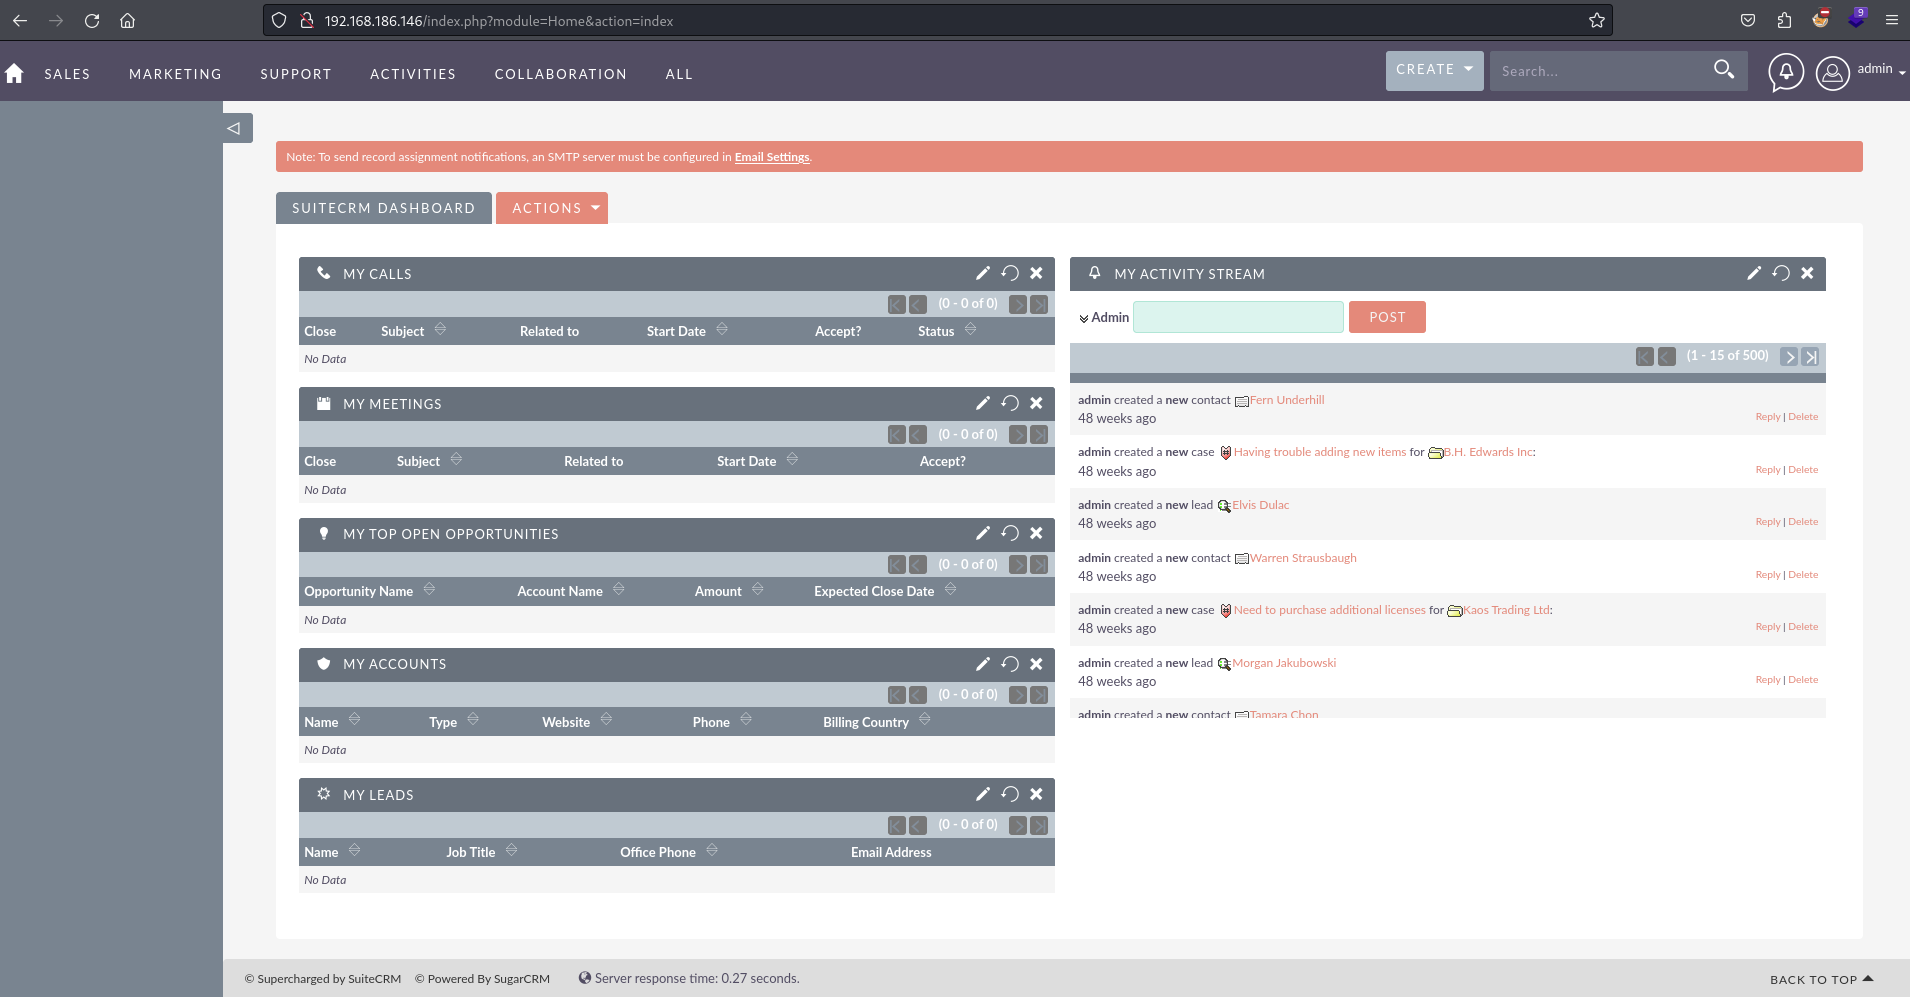 192.168.186.146/index.php?module=Home&action=index
9
SALES MARKETING SUPPORT ACTIVITIES COLLABORATION ALL
CREATE Search... admin
Note: To send record assignment notifications, an SMTP server must be configured in Email Settings.
SUITECRM DASHBOARD ACTIONS
MY CALLS
(0 - 0 of 0)
Close Subject Related to Start Date Accept? Status
No Data
MY MEETINGS
(0 - 0 of 0)
Close Subject Related to Start Date Accept?
No Data
MY TOP OPEN OPPORTUNITIES
(0 - 0 of 0)
Opportunity Name Account Name Amount Expected Close Date
No Data
MY ACCOUNTS
(0 - 0 of 0)
Name Type Website Phone Billing Country
No Data
MY LEADS
(0 - 0 of 0)
Name Job Title Office Phone Email Address
No Data
MY ACTIVITY STREAM
Admin POST
(1 - 15 of 500)
admin created a new contact Fern Underhill
48 weeks ago Reply | Delete
admin created a new case Having trouble adding new items for B.H. Edwards Inc:
48 weeks ago Reply | Delete
admin created a new lead Elvis Dulac
48 weeks ago Reply | Delete
admin created a new contact Warren Strausbaugh
48 weeks ago Reply | Delete
admin created a new case Need to purchase additional licenses for Kaos Trading Ltd:
48 weeks ago Reply | Delete
admin created a new lead Morgan Jakubowski
48 weeks ago Reply | Delete
admin created a new contact Tamara Chon
© Supercharged by SuiteCRM © Powered By SugarCRM Server response time: 0.27 seconds. BACK TO TOP